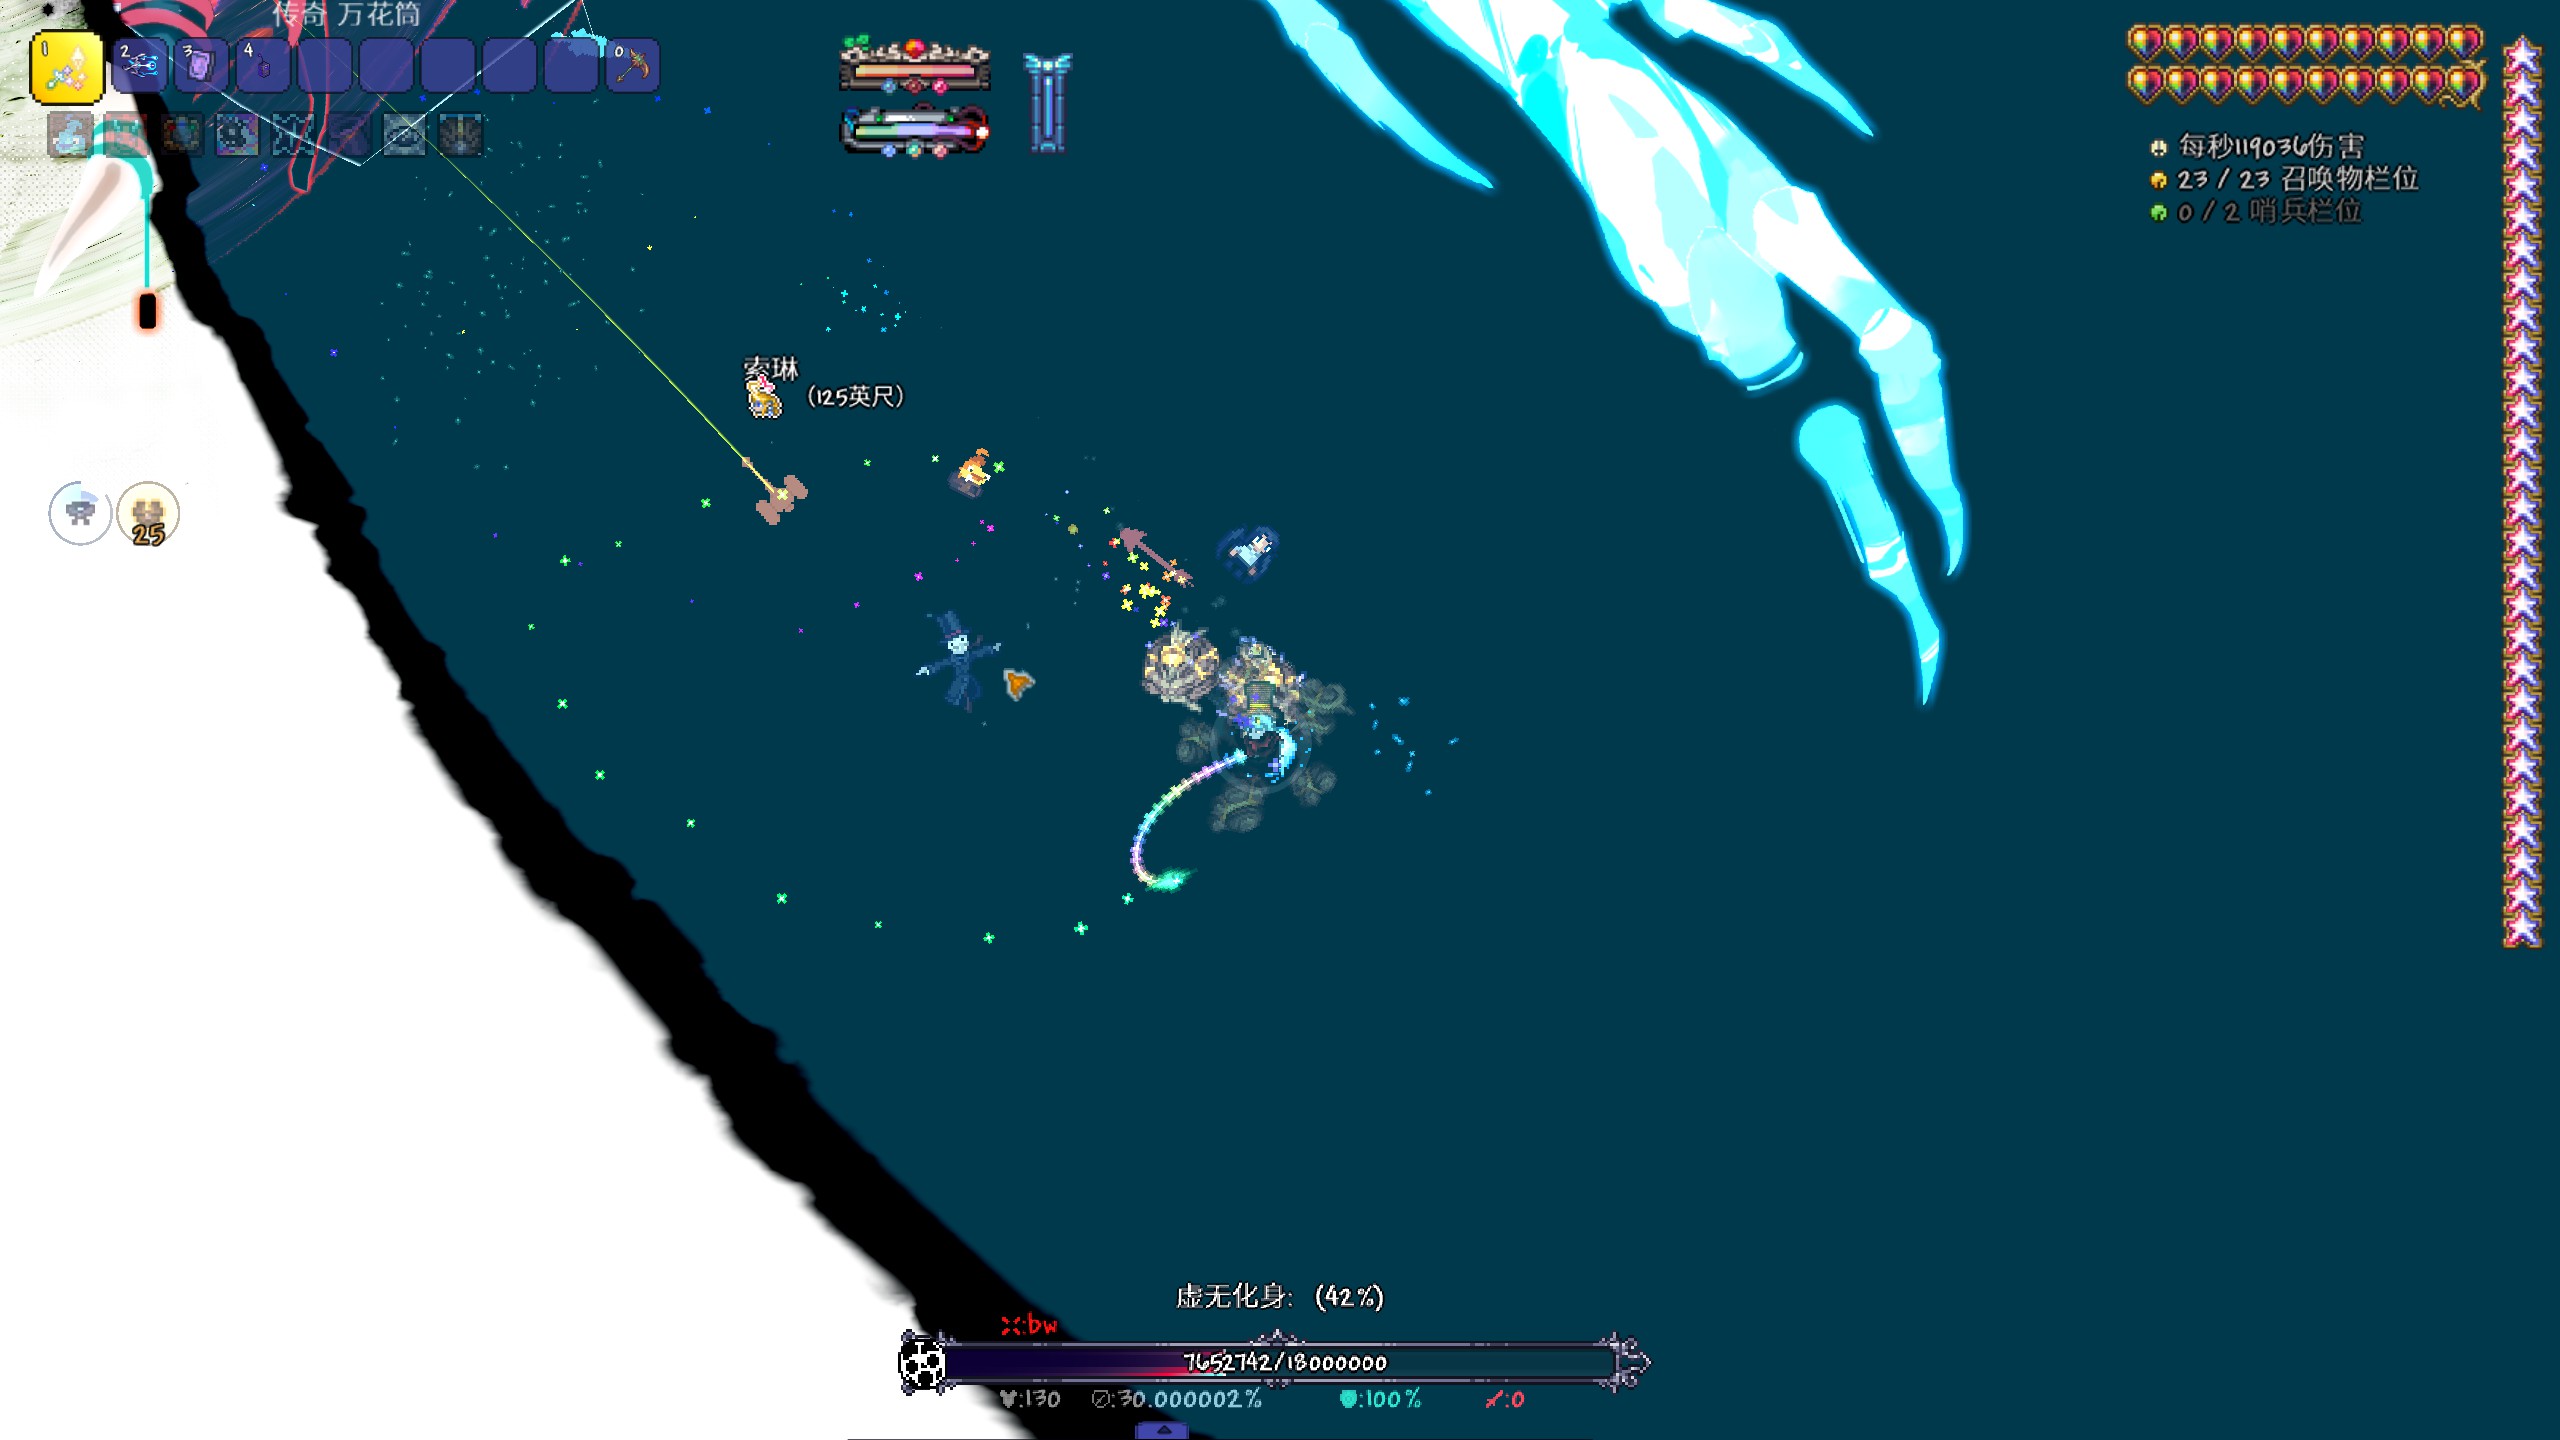 传奇 万花筒
1
2
3
4
0
每秒119036伤害
23 / 23 召唤物栏位
0 / 2 哨兵栏位
索琳
(125英尺)
25
虚无化身: (42%)
:bw
7652742/18000000
:130
:30.000002%
:100%
:0